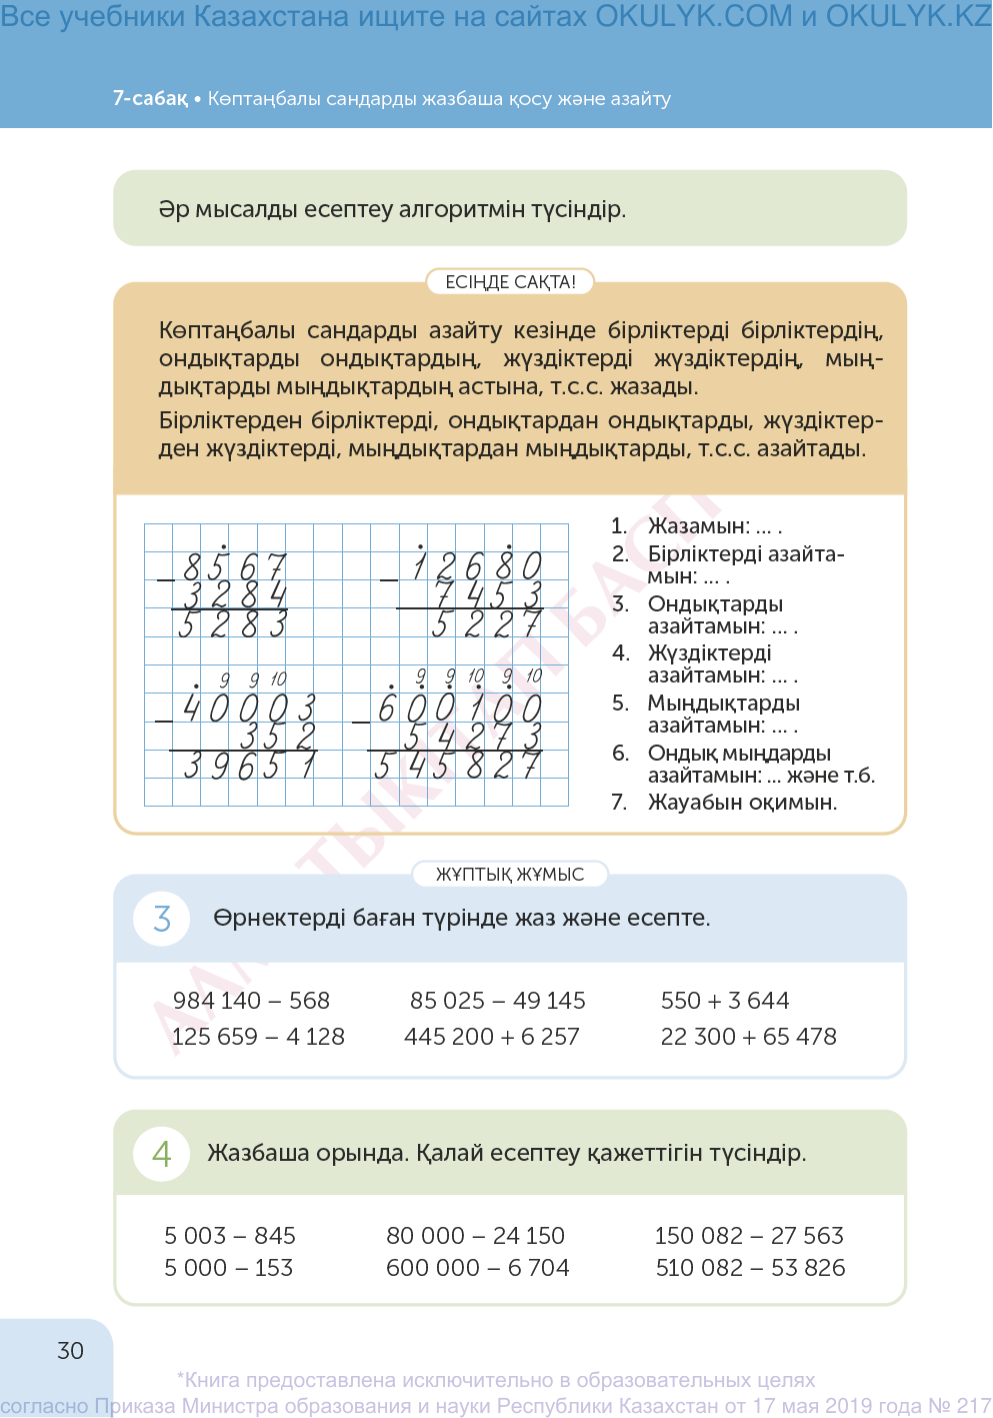 Все учебники Казахстана ищите на сайтах OKULYK.COM и OKULYK.KZ
7-сабақ • Көптаңбалы сандарды жазбаша қосу және азайту
Әр мысалды есептеу алгоритмін түсіндір.
ЕСІҢДЕ САҚТА!
Көптаңбалы сандарды азайту кезінде бірліктерді бірліктердің,
ондықтарды ондықтардың, жүздіктерді жүздіктердің, мың-
дықтарды мыңдықтардың астына, т.с.с. жазады.
Бірліктерден бірліктерді, ондықтардан ондықтарды, жүздіктер-
ден жүздіктерді, мыңдықтардан мыңдықтарды, т.с.с. азайтады.
8567
– 3284
5283
12680
– 7453
5227
9 9 10
40003
– 352
39651
9 9 10 9 10
600100
– 54273
545827
1. Жазамын: ... .
2. Бірліктерді азайта-
мын: ... .
3. Ондықтарды
азайтамын: ... .
4. Жүздіктерді
азайтамын: ... .
5. Мыңдықтарды
азайтамын: ... .
6. Ондық мыңдарды
азайтамын: ... және т.б.
7. Жауабын оқимын.
ЖҰПТЫҚ ЖҰМЫС
3 Өрнектерді баған түрінде жаз және есепте.
984 140 – 568 85 025 – 49 145 550 + 3 644
125 659 – 4 128 445 200 + 6 257 22 300 + 65 478
4 Жазбаша орында. Қалай есептеу қажеттігін түсіндір.
5 003 – 845 80 000 – 24 150 150 082 – 27 563
5 000 – 153 600 000 – 6 704 510 082 – 53 826
30
*Книга предоставлена исключительно в образовательных целях
согласно Приказа Министра образования и науки Республики Казахстан от 17 мая 2019 года № 217